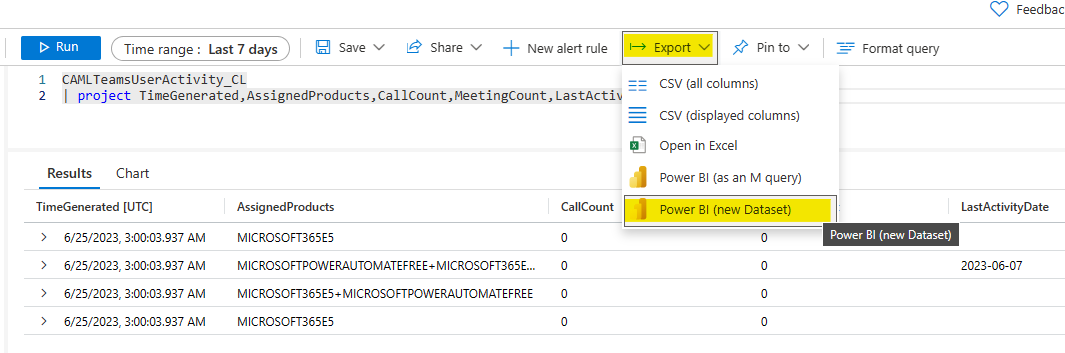 Feedbac
Run
Time range : Last 7 days
Save
Share
New alert rule
Export
Pin to
Format query
1 CAMLTeamsUserActivity_CL
2 | project TimeGenerated,AssignedProducts,CallCount,MeetingCount,LastActiv
CSV (all columns)
CSV (displayed columns)
Open in Excel
Power BI (as an M query)
Power BI (new Dataset)
Power BI (new Dataset)
Results Chart
TimeGenerated [UTC] AssignedProducts CallCount LastActivityDate
6/25/2023, 3:00:03.937 AM MICROSOFT365E5 0 0
6/25/2023, 3:00:03.937 AM MICROSOFTPOWERAUTOMATEFREE+MICROSOFT365E... 0 0 2023-06-07
6/25/2023, 3:00:03.937 AM MICROSOFT365E5+MICROSOFTPOWERAUTOMATEFREE 0 0
6/25/2023, 3:00:03.937 AM MICROSOFT365E5 0 0